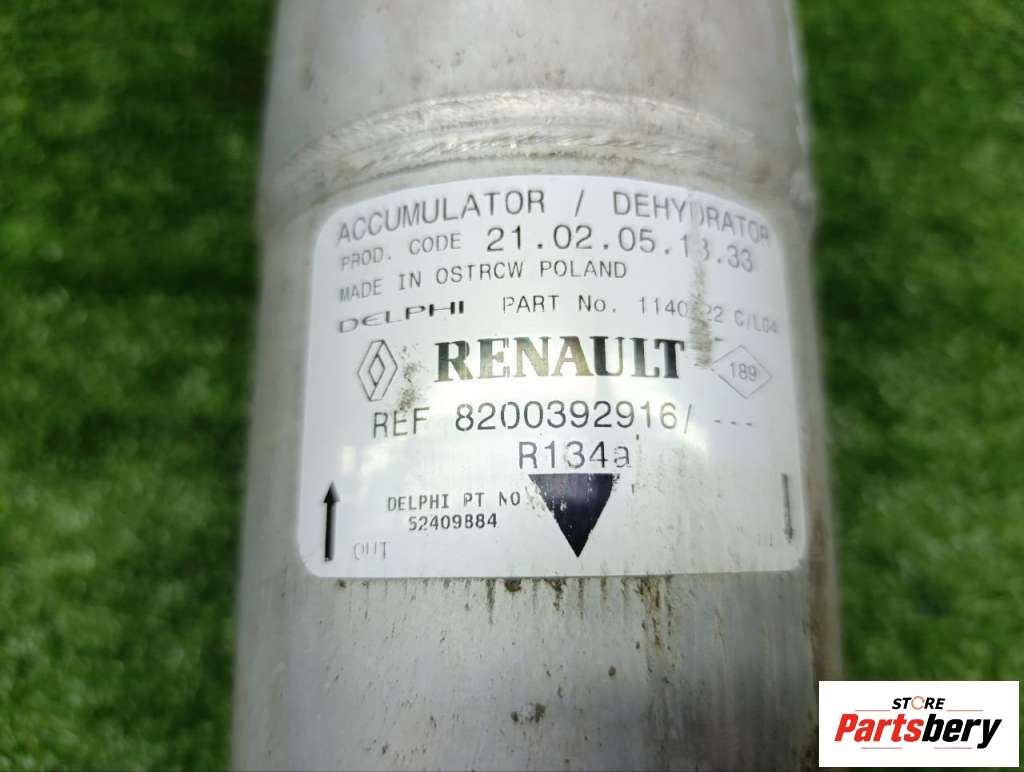 ACCUMULATOR / DEHYDRATOR
PROD. CODE 21.02.05.13.33
MADE IN OSTRCW POLAND
DELPHI PART No. C/L04
RENAULT
189
REF 8200392916/ ---
R134a
DELPHI PT NO
52409884
OUT
STORE
Partsbery